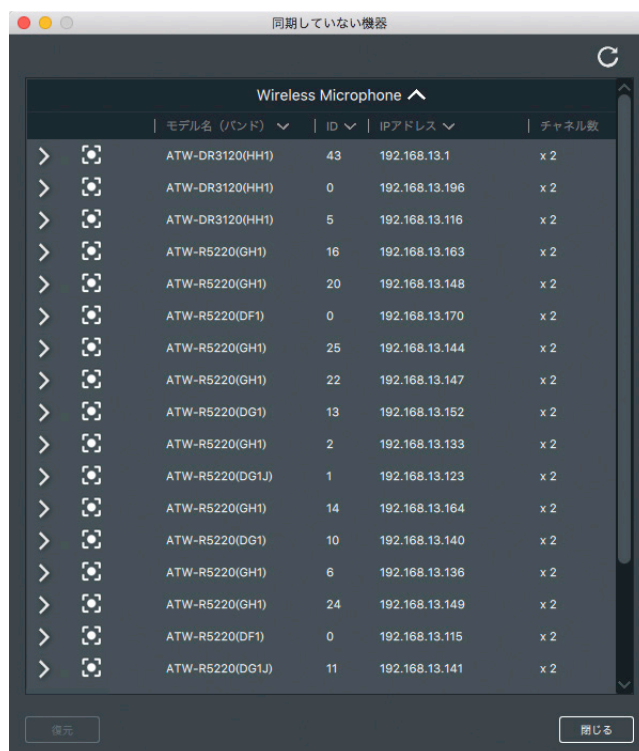 同期していない機器
Wireless Microphone
モデル名（バンド） ID IPアドレス チャネル数
ATW-DR3120(HH1) 43 192.168.13.1 x 2
ATW-DR3120(HH1) 0 192.168.13.196 x 2
ATW-DR3120(HH1) 5 192.168.13.116 x 2
ATW-R5220(GH1) 16 192.168.13.163 x 2
ATW-R5220(GH1) 20 192.168.13.148 x 2
ATW-R5220(DF1) 0 192.168.13.170 x 2
ATW-R5220(GH1) 25 192.168.13.144 x 2
ATW-R5220(GH1) 22 192.168.13.147 x 2
ATW-R5220(DG1) 13 192.168.13.152 x 2
ATW-R5220(GH1) 2 192.168.13.133 x 2
ATW-R5220(DG1J) 1 192.168.13.123 x 2
ATW-R5220(GH1) 14 192.168.13.164 x 2
ATW-R5220(DG1) 10 192.168.13.140 x 2
ATW-R5220(GH1) 6 192.168.13.136 x 2
ATW-R5220(GH1) 24 192.168.13.149 x 2
ATW-R5220(DF1) 0 192.168.13.115 x 2
ATW-R5220(DG1J) 11 192.168.13.141 x 2
復元 閉じる